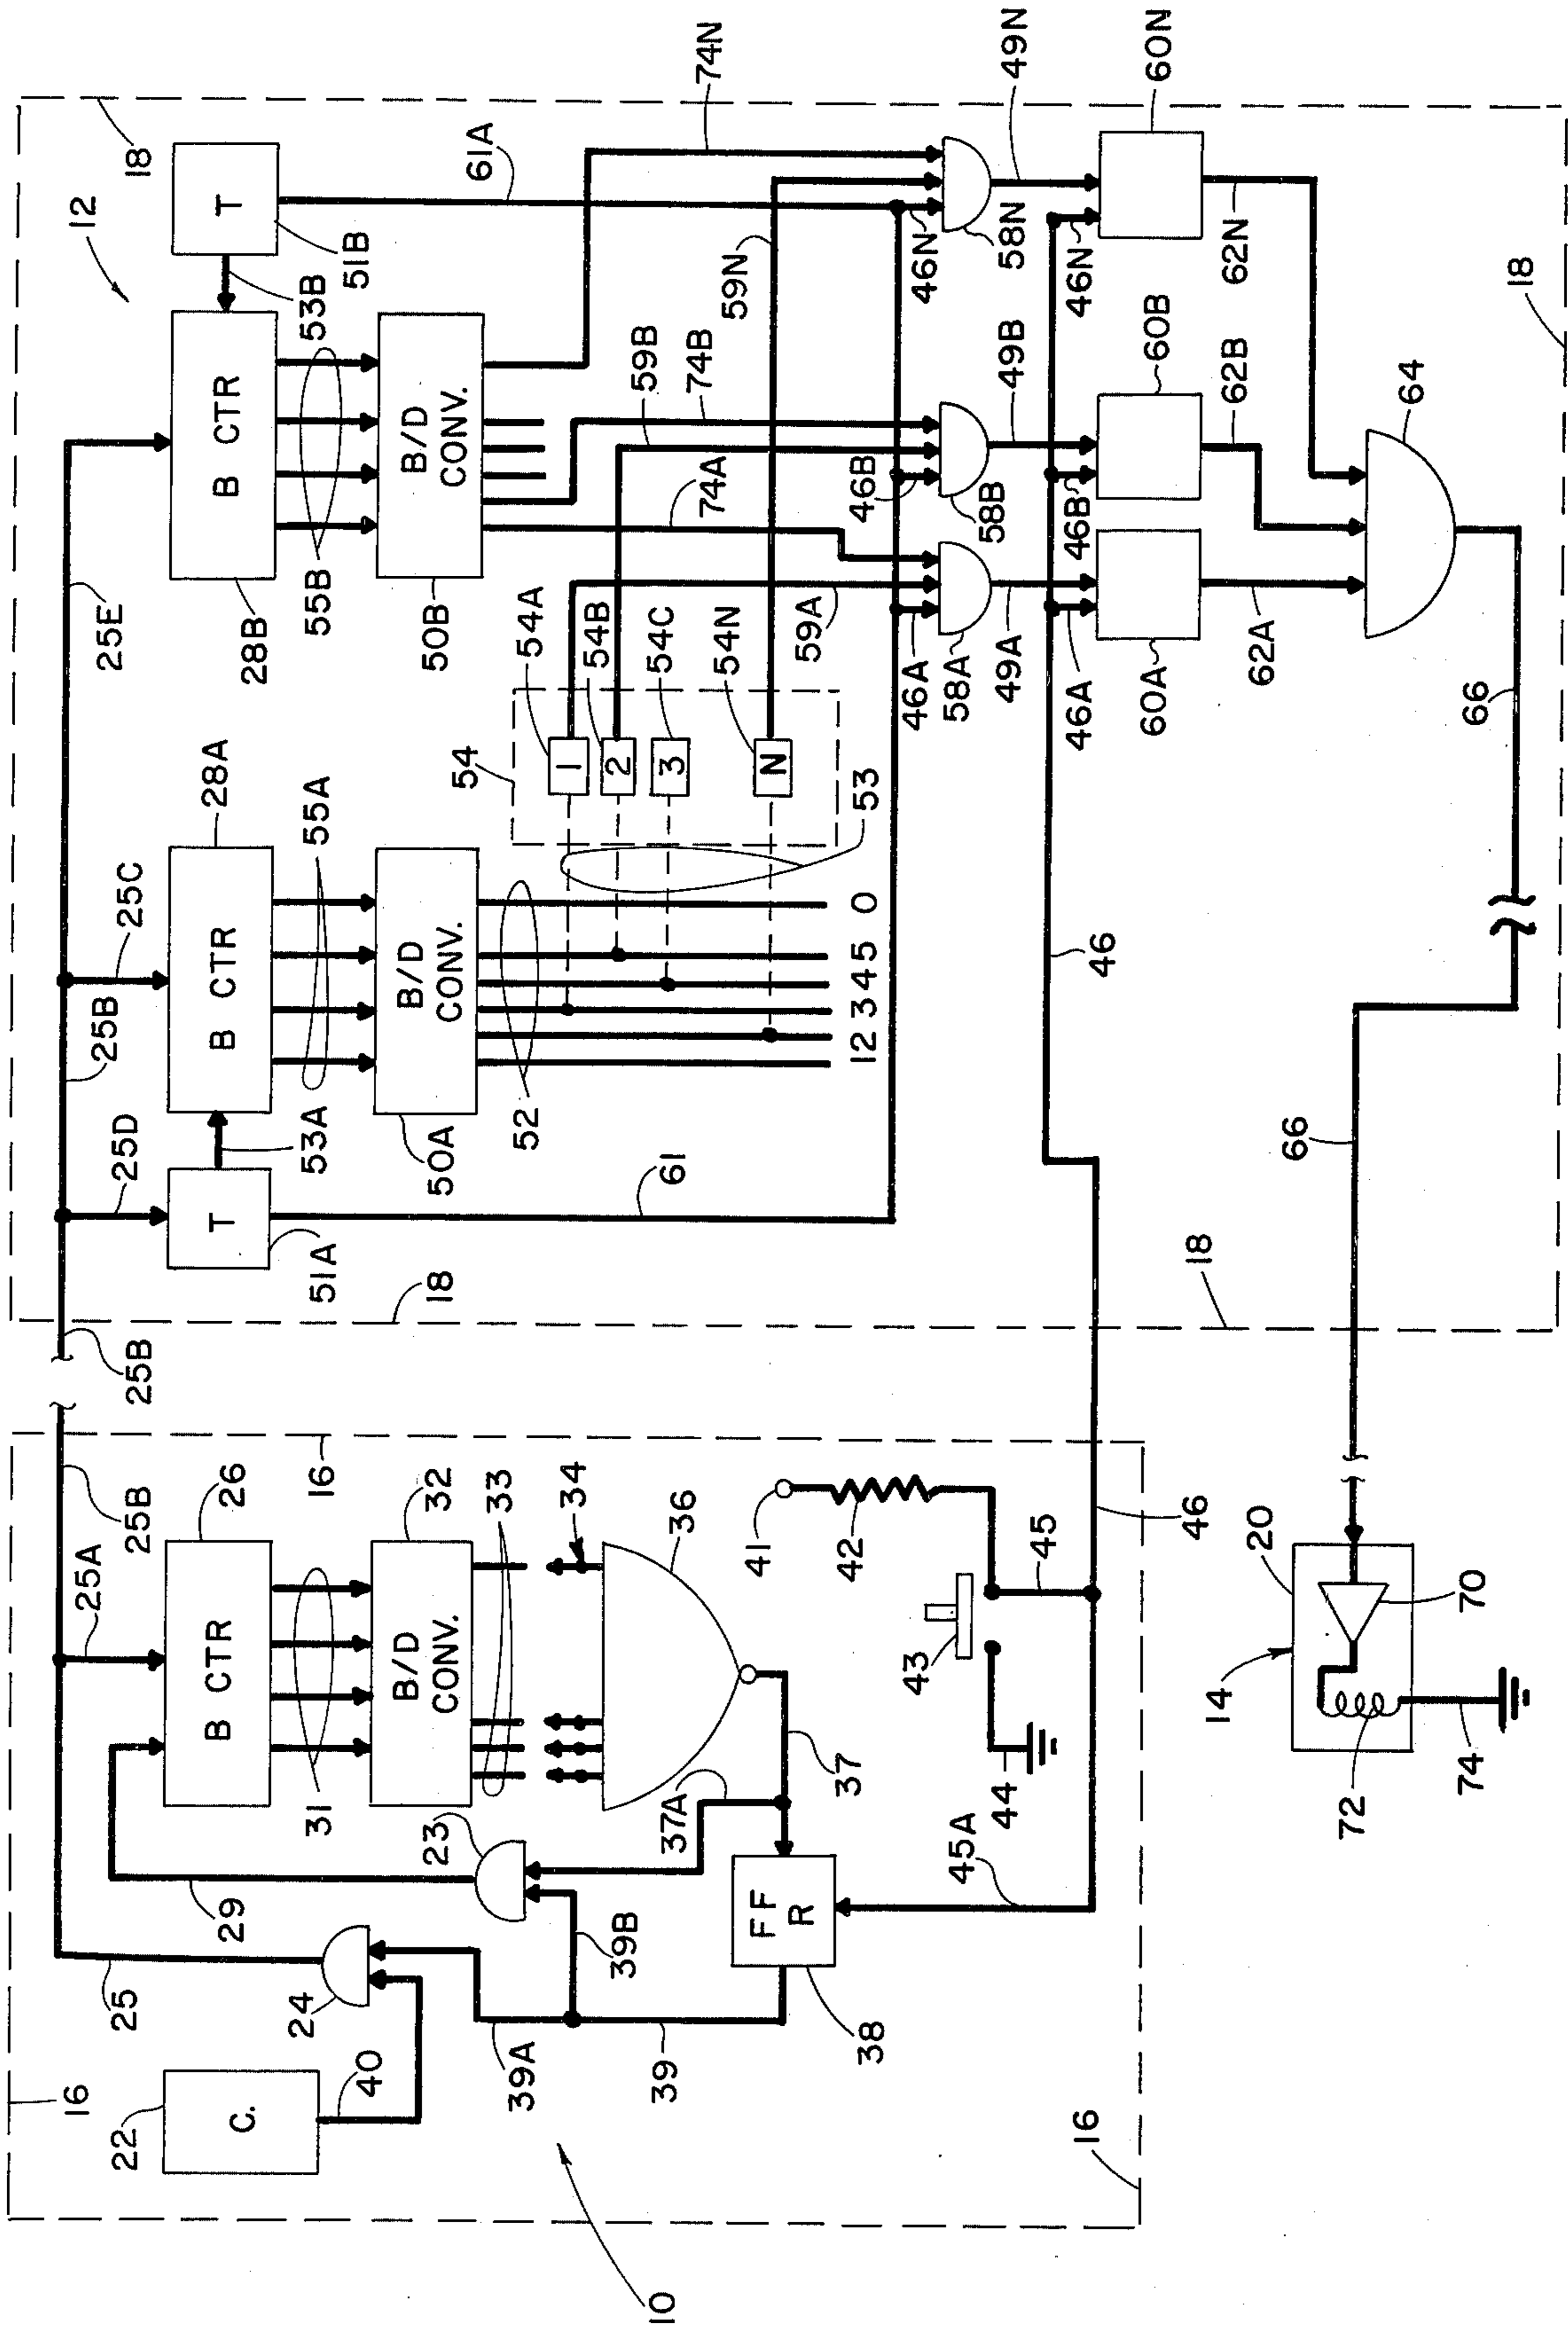 16
22
C.
40
25
24
39A
39
29
23
39B
38
FF
R
45A
16
10
25A
25B
26
B CTR
31
32
B/D
CONV.
33
34
36
37A
37
16
41
42
43
44
45
46
14
20
70
72
74
25B
18
25D
25B
25C
T
51A
53A
28A
B CTR
55A
B/D
CONV.
50A
52
61
12345 0
53
54
1
2
3
N
54A
54B
54C
54N
25E
12
18
28B
B CTR
53B
T
51B
55B
50B
B/D
CONV.
61A
74N
59N
59B
74B
74A
59A
46A
58A
46B
58B
46N
58N
49A
49B
49N
46
46A
46B
46N
60A
60B
60N
62A
62B
62N
64
66
66
18
18